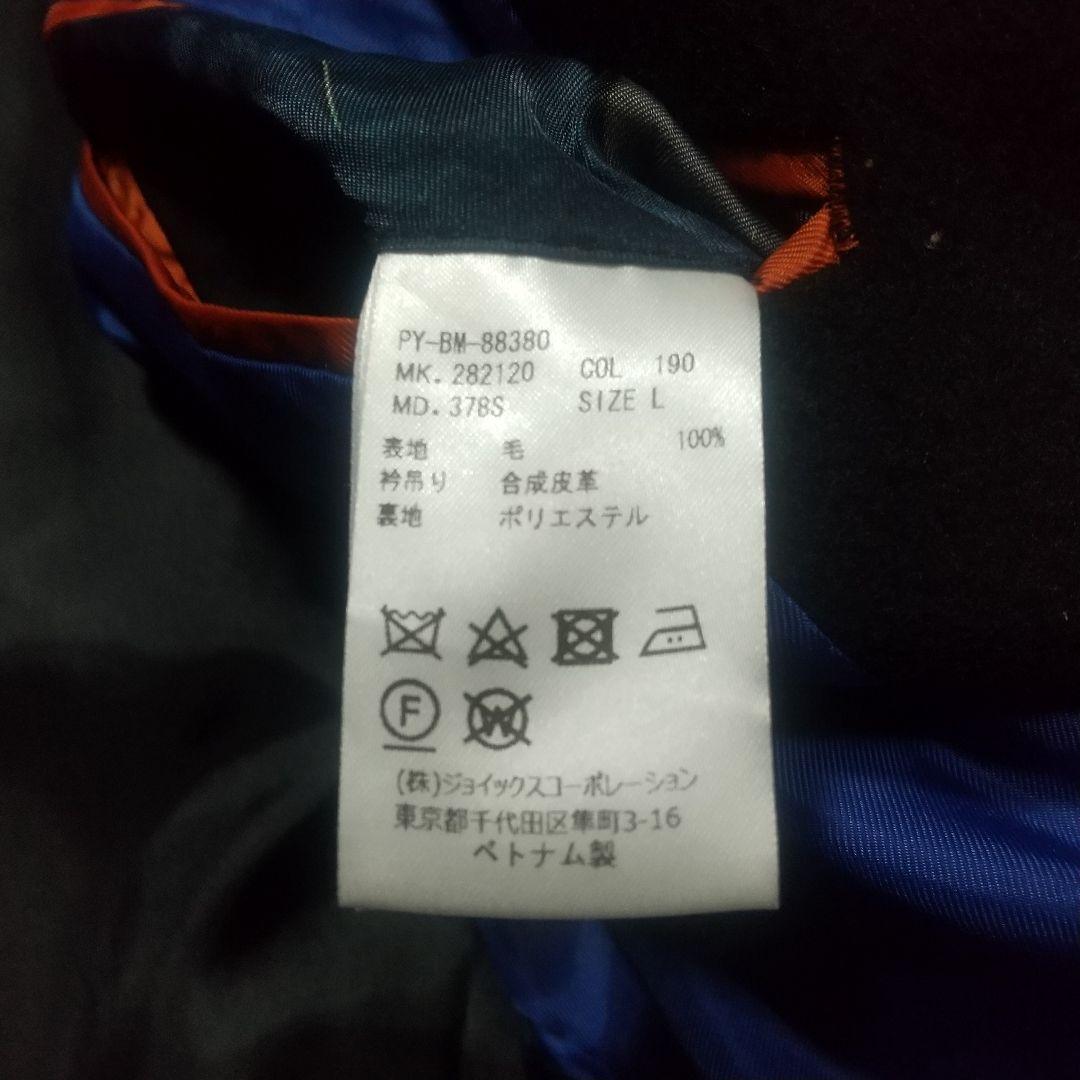 PY-BM-88380
MK. 282120 COL 190
MD. 378S SIZE L
表地 毛 100%
衿吊り 合成皮革
裏地 ポリエステル
F W
(株)ジョイックスコーポレーション
東京都千代田区隼町3-16
ベトナム製